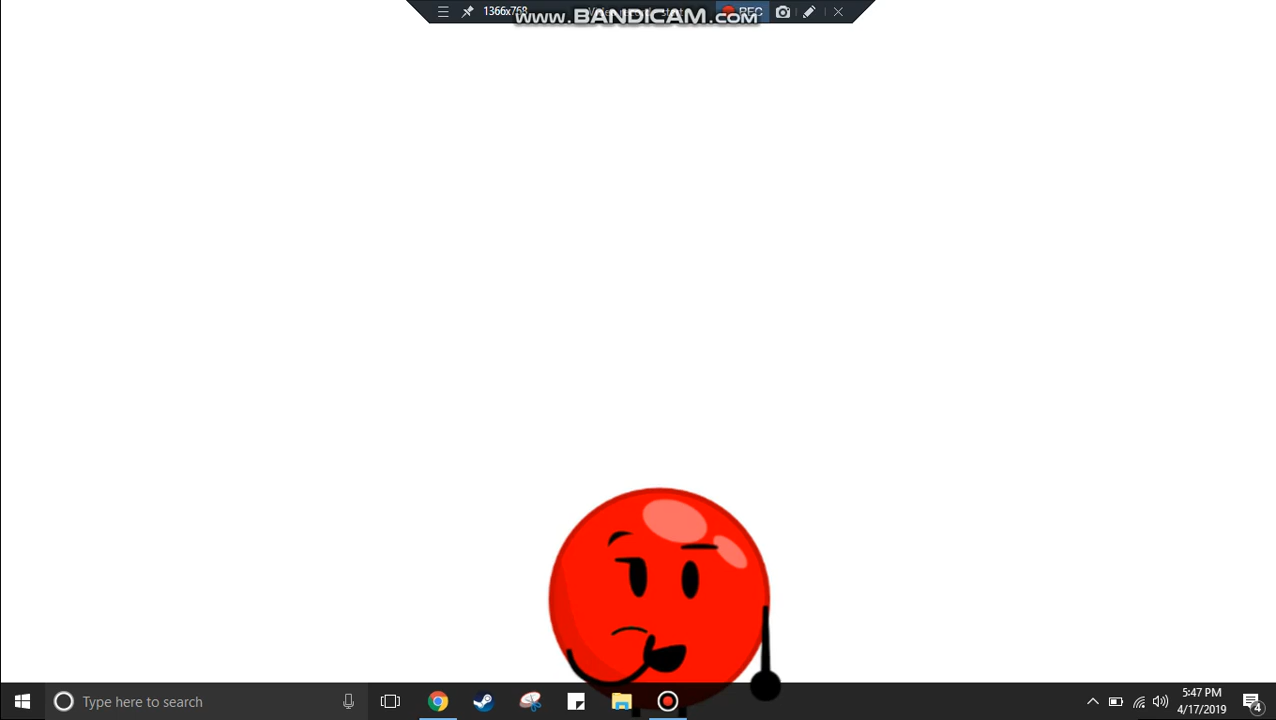 1366x768
www.BANDICAM.com
REC
Type here to search
5:47 PM
4/17/2019
4